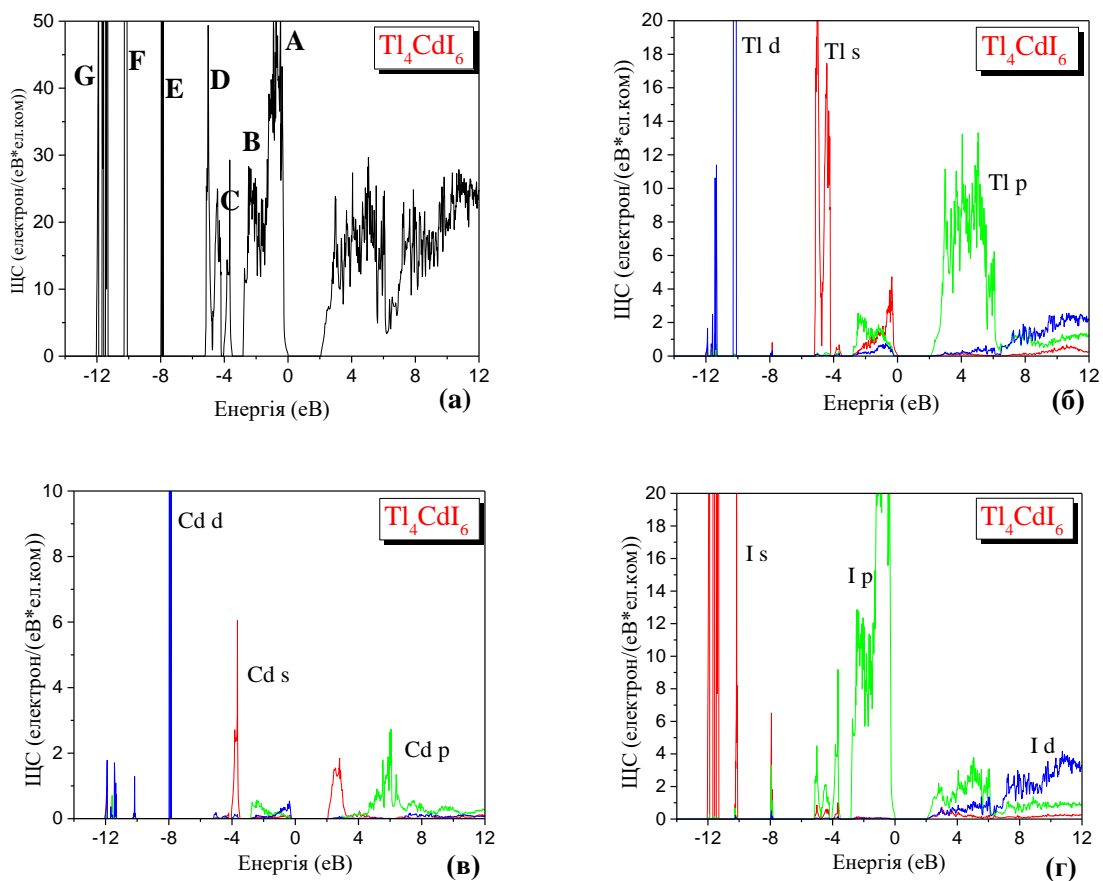 50
40
30
20
10
0
ЩС (електрон/(еВ*ел.ком))
G
F
E
D
C
B
A
Tl₄CdI₆
-12 -8 -4 0 4 8 12
Енергія (еВ)
(а)
20
18
16
14
12
10
8
6
4
2
0
ЩС (електрон/(еВ*ел.ком))
Tl d
Tl s
Tl p
Tl₄CdI₆
-12 -8 -4 0 4 8 12
Енергія (еВ)
(б)
10
8
6
4
2
0
ЩС (електрон/(еВ*ел.ком))
Cd d
Cd s
Cd p
Tl₄CdI₆
-12 -8 -4 0 4 8 12
Енергія (еВ)
(в)
20
18
16
14
12
10
8
6
4
2
0
ЩС (електрон/(еВ*ел.ком))
I s
I p
I d
Tl₄CdI₆
-12 -8 -4 0 4 8 12
Енергія (еВ)
(г)